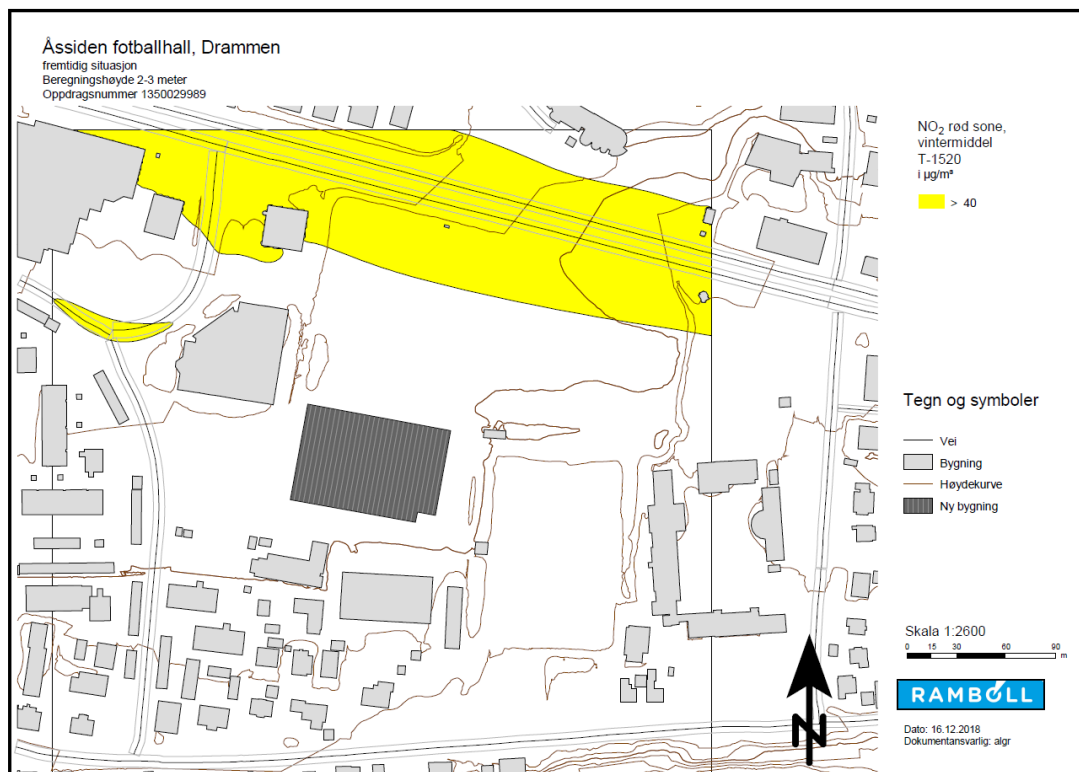 Åssiden fotballhall, Drammen
fremtidig situasjon
Beregningshøyde 2-3 meter
Oppdragsnummer 1350029989
NO₂ rød sone,
vintermiddel
T-1520
i µg/m³
> 40
Tegn og symboler
Vei
Bygning
Høydekurve
Ny bygning
Skala 1:2600
0 15 30 60 90
m
RAMBOLL
Dato: 16.12.2018
Dokumentansvarlig: algr
N